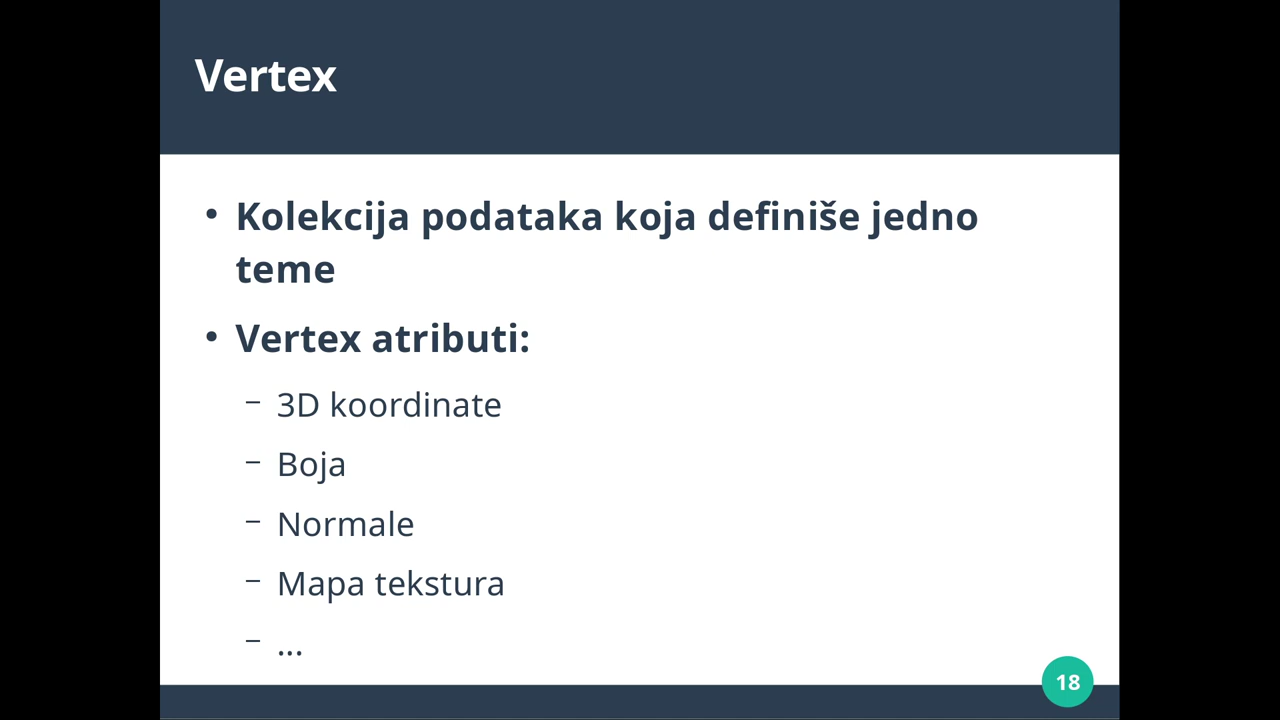 Vertex
• Kolekcija podataka koja definiše jedno
teme
• Vertex atributi:
– 3D koordinate
– Boja
– Normale
– Mapa tekstura
– ...
18